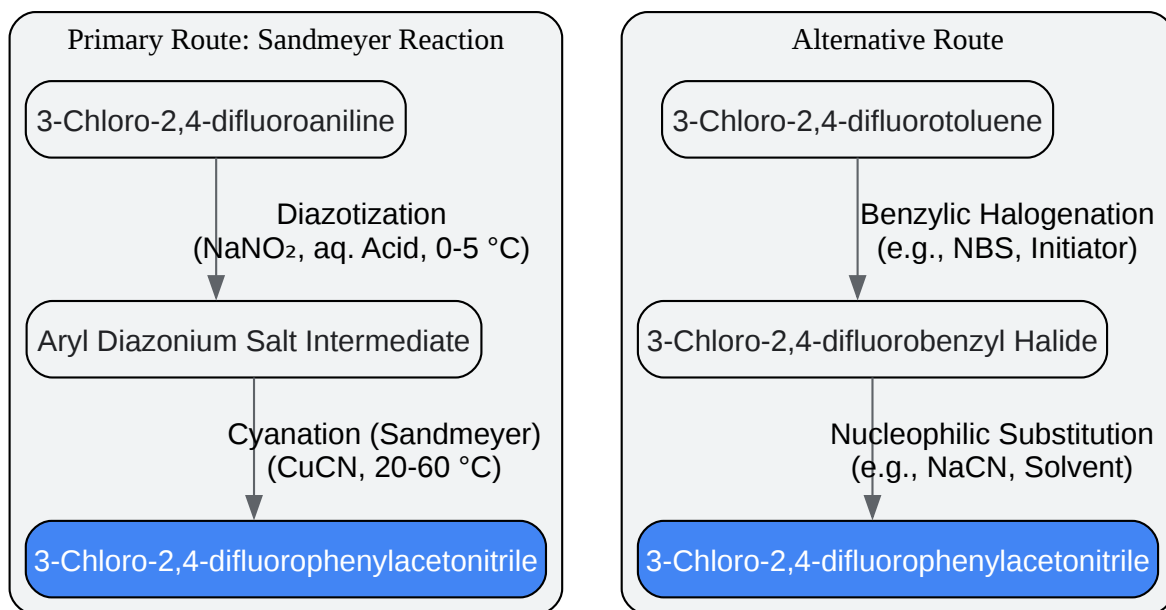 Primary Route: Sandmeyer Reaction
3-Chloro-2,4-difluoroaniline
Diazotization
(NaNO₂, aq. Acid, 0-5 °C)
Aryl Diazonium Salt Intermediate
Cyanation (Sandmeyer)
(CuCN, 20-60 °C)
3-Chloro-2,4-difluorophenylacetonitrile
Alternative Route
3-Chloro-2,4-difluorotoluene
Benzylic Halogenation
(e.g., NBS, Initiator)
3-Chloro-2,4-difluorobenzyl Halide
Nucleophilic Substitution
(e.g., NaCN, Solvent)
3-Chloro-2,4-difluorophenylacetonitrile